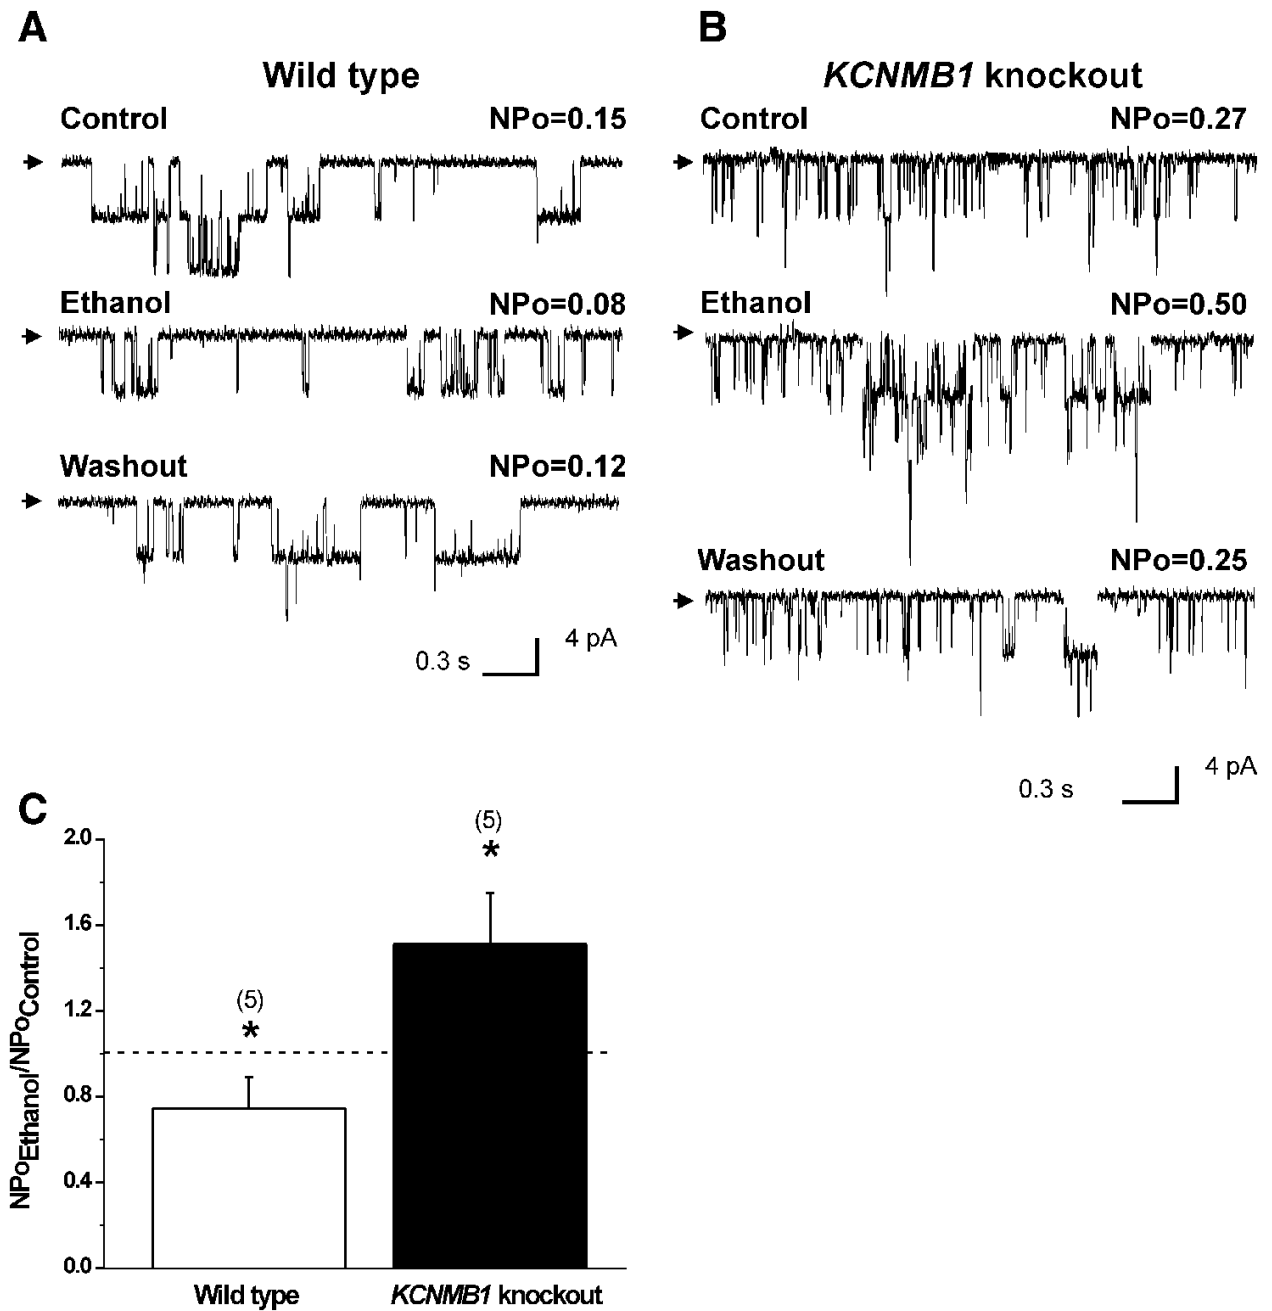 A
Wild type
Control NPo=0.15
Ethanol NPo=0.08
Washout NPo=0.12
0.3 s 4 pA
B
KCNMB1 knockout
Control NPo=0.27
Ethanol NPo=0.50
Washout NPo=0.25
0.3 s 4 pA
C
NPoEthanol/NPoControl
2.0
1.6
1.2
0.8
0.4
0.0
(5)
*
(5)
*
Wild type KCNMB1 knockout